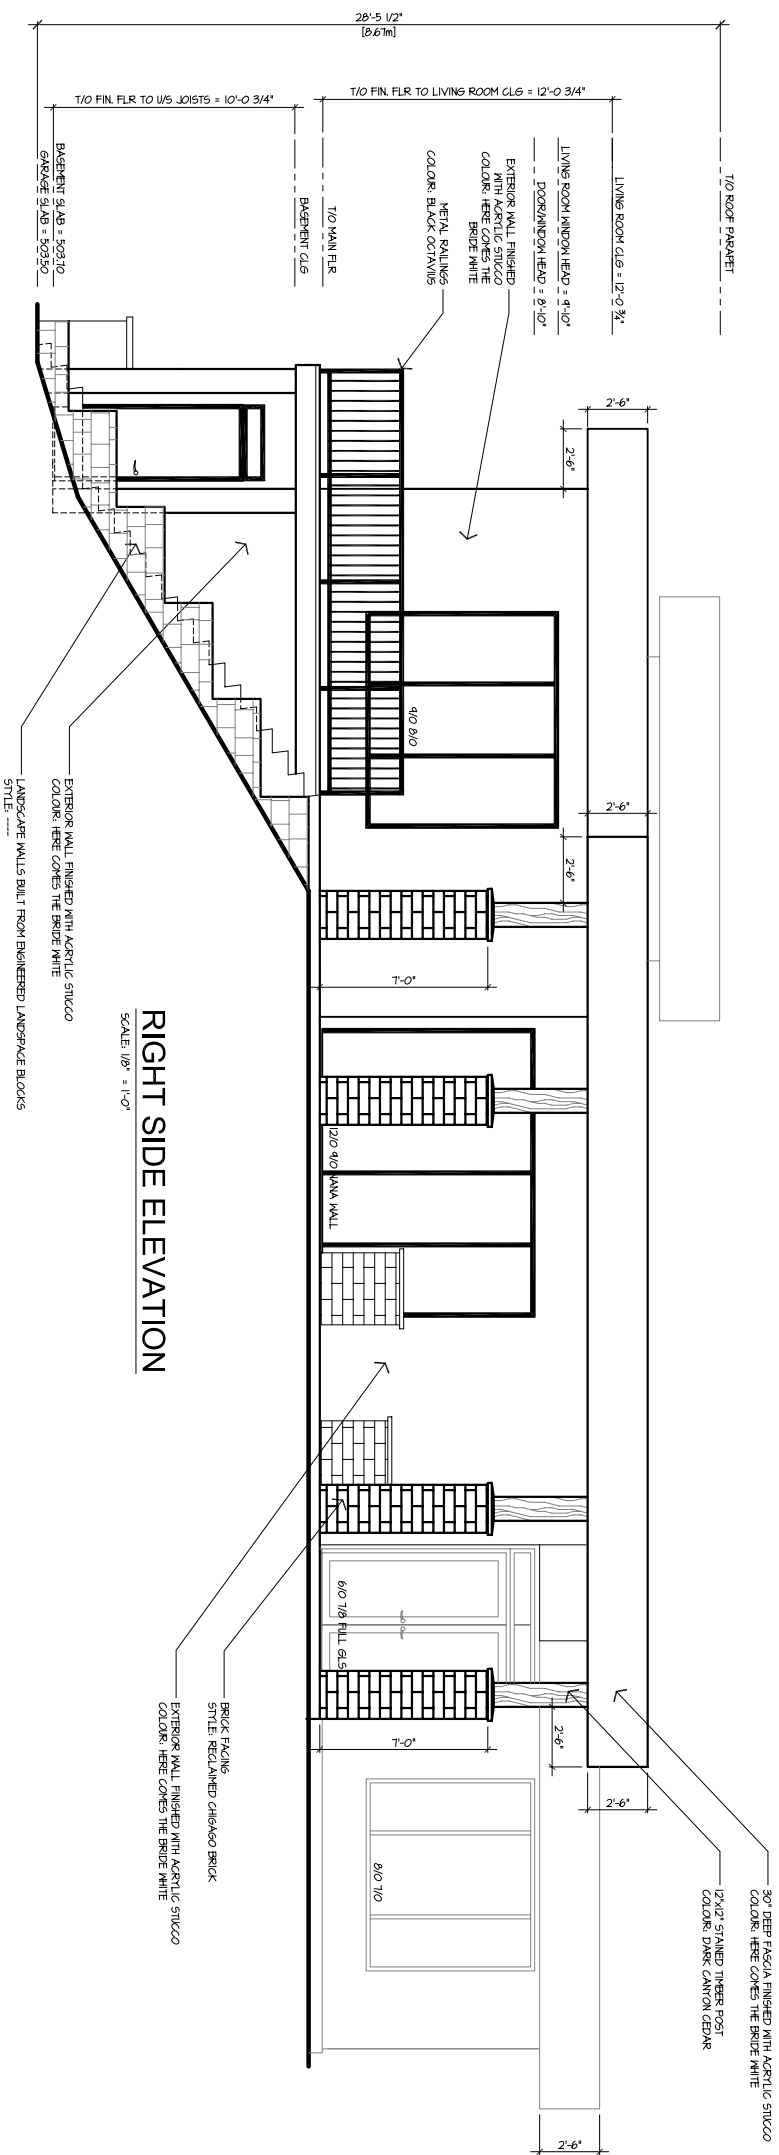 28'-5 1/2"
[8.67m]
T/O FIN. FLR TO U/S JOISTS = 10'-0 3/4"
T/O FIN. FLR TO LIVING ROOM CLG = 12'-0 3/4"
T/O ROOF PARAPET
LIVING ROOM CLG = 12'-0 3/4"
LIVING ROOM WINDOW HEAD = 9'-10"
DOOR/WINDOW HEAD = 8'-10"
EXTERIOR WALL FINISHED
WITH ACRYLIC STUCCO
COLOUR: HERE COMES THE
BRIDE WHITE
METAL RAILINGS
COLOUR: BLACK OCTAVIUS
T/O MAIN FLR
BASEMENT CLG
BASEMENT SLAB = 503.70
GARAGE SLAB = 503.50
2'-6"
2'-6"
2'-6"
2'-6"
9/0 8/0
7'-0"
12/0 9/0 NANA WALL
6/0 7/8 FULL GLS
7'-0"
2'-6"
2'-6"
8/0 7/0
2'-6"
30" DEEP FASCIA FINISHED WITH ACRYLIC STUCCO
COLOUR: HERE COMES THE BRIDE WHITE
12"x12" STAINED TIMBER POST
COLOUR: DARK CANYON CEDAR
BRICK FACING
STYLE: RECLAIMED CHIGAGO BRICK
EXTERIOR WALL FINISHED WITH ACRYLIC STUCCO
COLOUR: HERE COMES THE BRIDE WHITE
EXTERIOR WALL FINISHED WITH ACRYLIC STUCCO
COLOUR: HERE COMES THE BRIDE WHITE
LANDSCAPE WALLS BUILT FROM ENGINEERED LANDSPACE BLOCKS
STYLE: ----
RIGHT SIDE ELEVATION
SCALE: 1/8" = 1'-0"